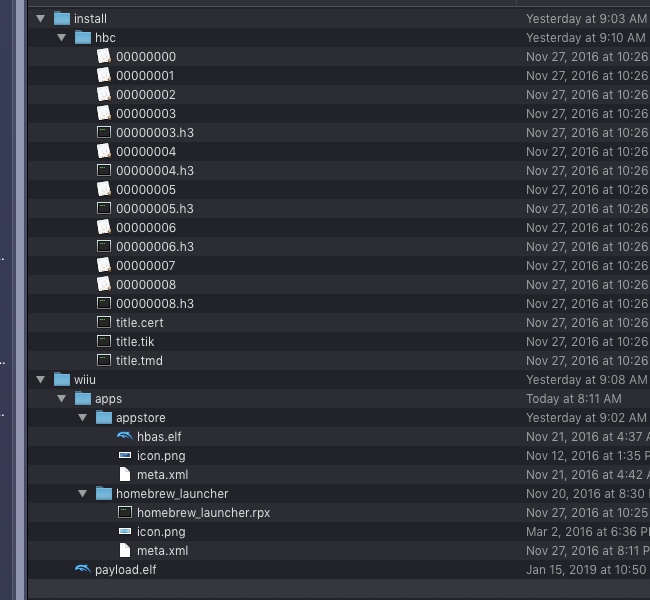 install Yesterday at 9:03 AM
hbc Yesterday at 9:10 AM
00000000 Nov 27, 2016 at 10:26
00000001 Nov 27, 2016 at 10:26
00000002 Nov 27, 2016 at 10:26
00000003 Nov 27, 2016 at 10:26
00000003.h3 Nov 27, 2016 at 10:26
00000004 Nov 27, 2016 at 10:26
00000004.h3 Nov 27, 2016 at 10:26
00000005 Nov 27, 2016 at 10:26
00000005.h3 Nov 27, 2016 at 10:26
00000006 Nov 27, 2016 at 10:26
00000006.h3 Nov 27, 2016 at 10:26
00000007 Nov 27, 2016 at 10:26
00000008 Nov 27, 2016 at 10:26
00000008.h3 Nov 27, 2016 at 10:26
title.cert Nov 27, 2016 at 10:26
title.tik Nov 27, 2016 at 10:26
title.tmd Nov 27, 2016 at 10:26
wiiu Yesterday at 9:08 AM
apps Today at 8:11 AM
appstore Yesterday at 9:02 AM
hbas.elf Nov 21, 2016 at 4:37 A
icon.png Nov 12, 2016 at 1:35 P
meta.xml Nov 21, 2016 at 4:42 A
homebrew_launcher Nov 20, 2016 at 8:30
homebrew_launcher.rpx Nov 27, 2016 at 10:25
icon.png Mar 2, 2016 at 6:36 P
meta.xml Nov 27, 2016 at 8:11 P
payload.elf Jan 15, 2019 at 10:50